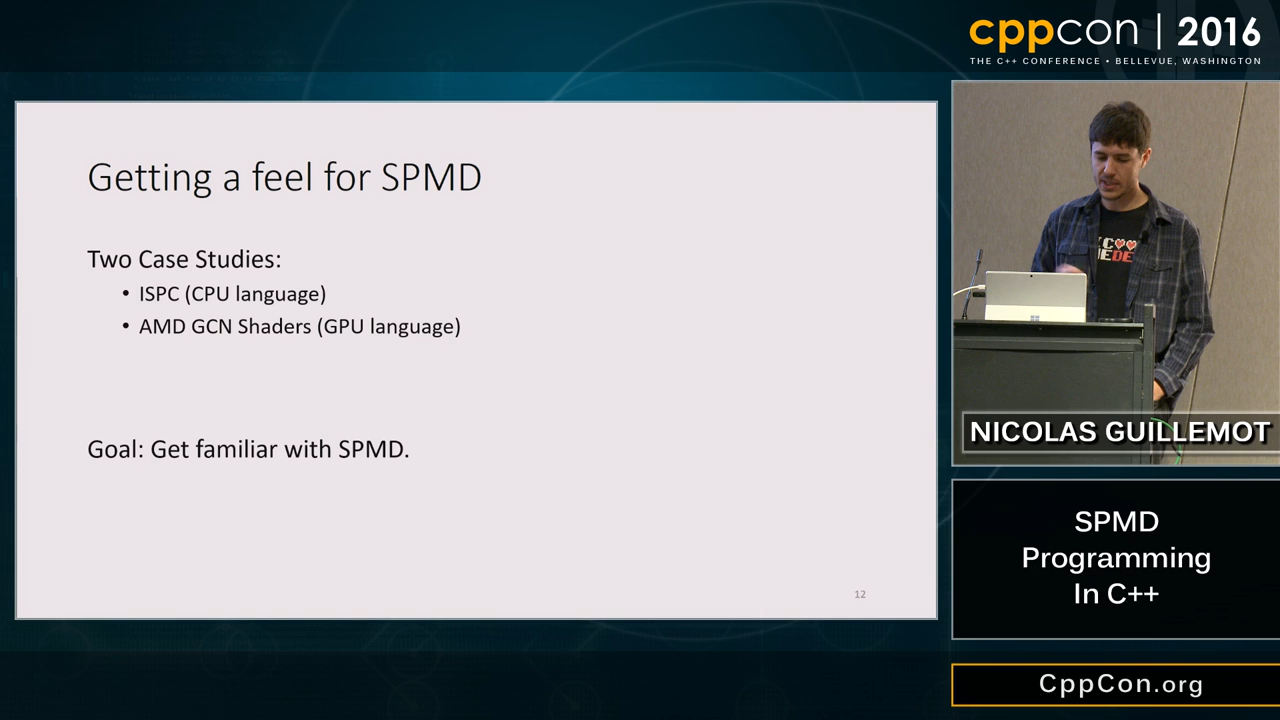 cppcon | 2016
THE C++ CONFERENCE • BELLEVUE, WASHINGTON
Getting a feel for SPMD
Two Case Studies:
• ISPC (CPU language)
• AMD GCN Shaders (GPU language)
Goal: Get familiar with SPMD.
12
NICOLAS GUILLEMOT
SPMD
Programming
In C++
CppCon.org